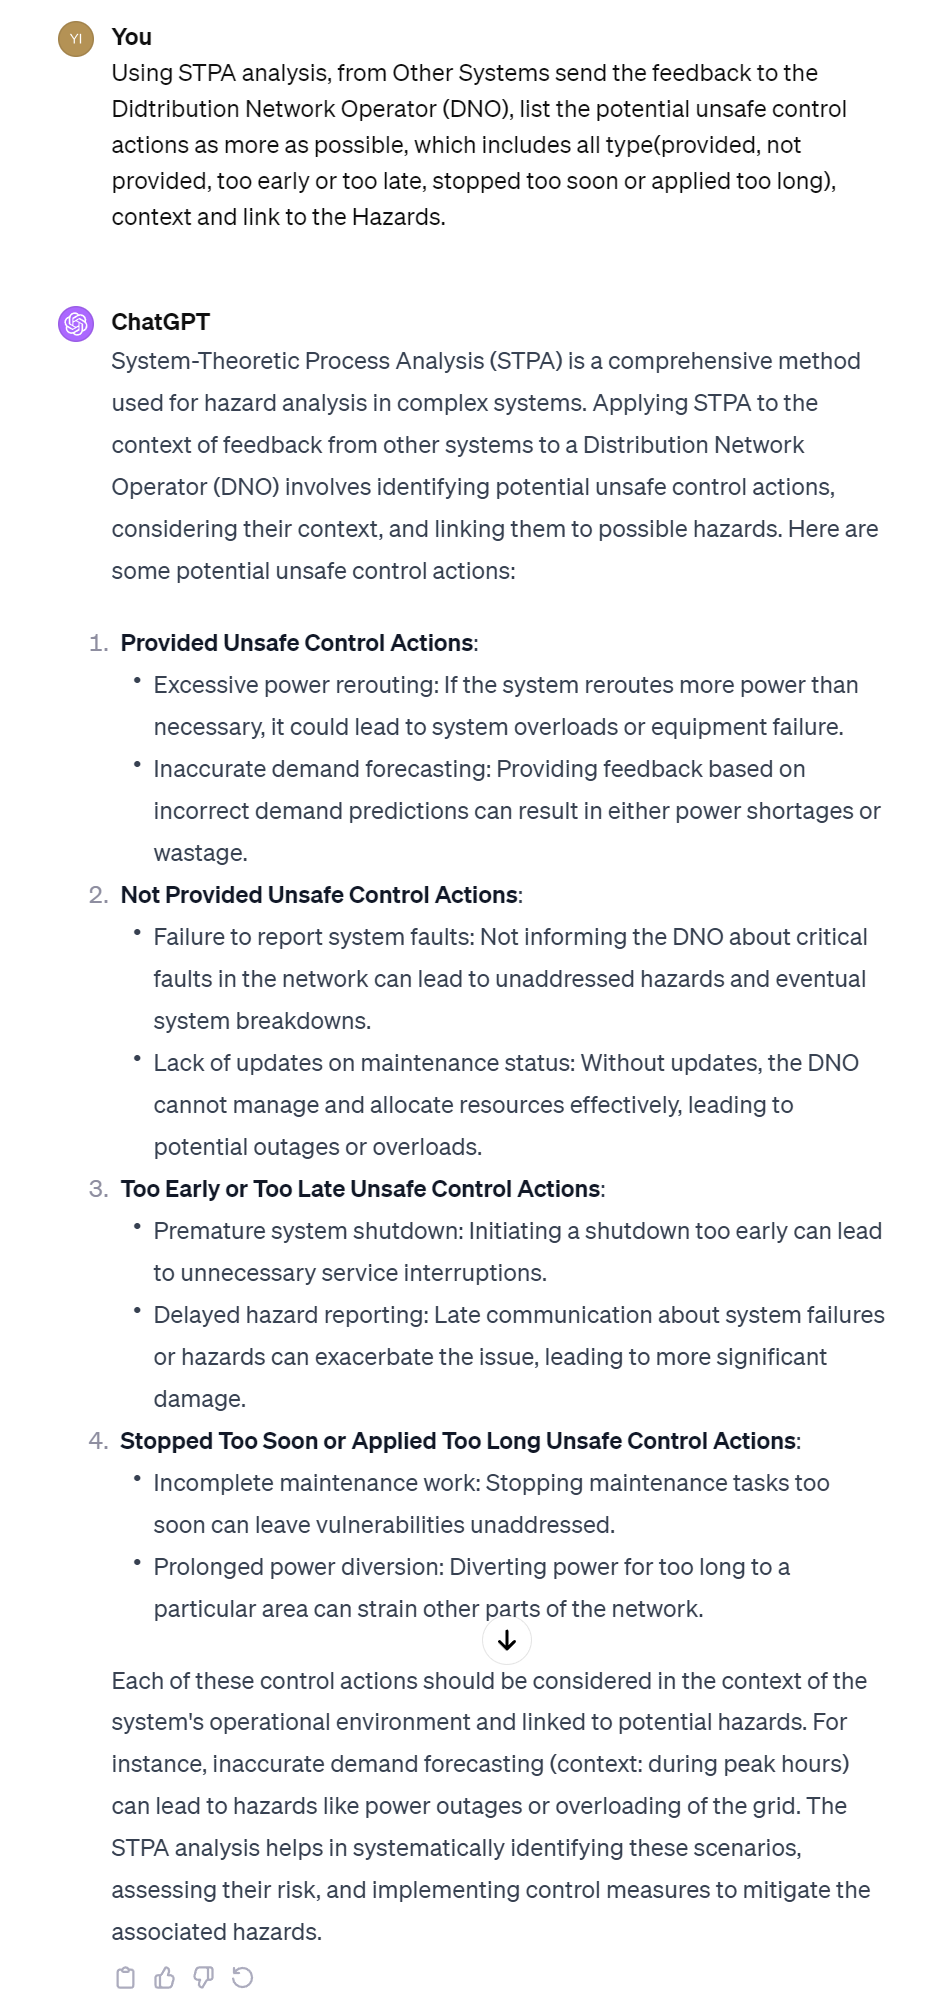 YI
You
Using STPA analysis, from Other Systems send the feedback to the
Didtribution Network Operator (DNO), list the potential unsafe control
actions as more as possible, which includes all type(provided, not
provided, too early or too late, stopped too soon or applied too long),
context and link to the Hazards.
ChatGPT
System-Theoretic Process Analysis (STPA) is a comprehensive method
used for hazard analysis in complex systems. Applying STPA to the
context of feedback from other systems to a Distribution Network
Operator (DNO) involves identifying potential unsafe control actions,
considering their context, and linking them to possible hazards. Here are
some potential unsafe control actions:
1. Provided Unsafe Control Actions:
• Excessive power rerouting: If the system reroutes more power than
necessary, it could lead to system overloads or equipment failure.
• Inaccurate demand forecasting: Providing feedback based on
incorrect demand predictions can result in either power shortages or
wastage.
2. Not Provided Unsafe Control Actions:
• Failure to report system faults: Not informing the DNO about critical
faults in the network can lead to unaddressed hazards and eventual
system breakdowns.
• Lack of updates on maintenance status: Without updates, the DNO
cannot manage and allocate resources effectively, leading to
potential outages or overloads.
3. Too Early or Too Late Unsafe Control Actions:
• Premature system shutdown: Initiating a shutdown too early can lead
to unnecessary service interruptions.
• Delayed hazard reporting: Late communication about system failures
or hazards can exacerbate the issue, leading to more significant
damage.
4. Stopped Too Soon or Applied Too Long Unsafe Control Actions:
• Incomplete maintenance work: Stopping maintenance tasks too
soon can leave vulnerabilities unaddressed.
• Prolonged power diversion: Diverting power for too long to a
particular area can strain other parts of the network.
Each of these control actions should be considered in the context of the
system's operational environment and linked to potential hazards. For
instance, inaccurate demand forecasting (context: during peak hours)
can lead to hazards like power outages or overloading of the grid. The
STPA analysis helps in systematically identifying these scenarios,
assessing their risk, and implementing control measures to mitigate the
associated hazards.